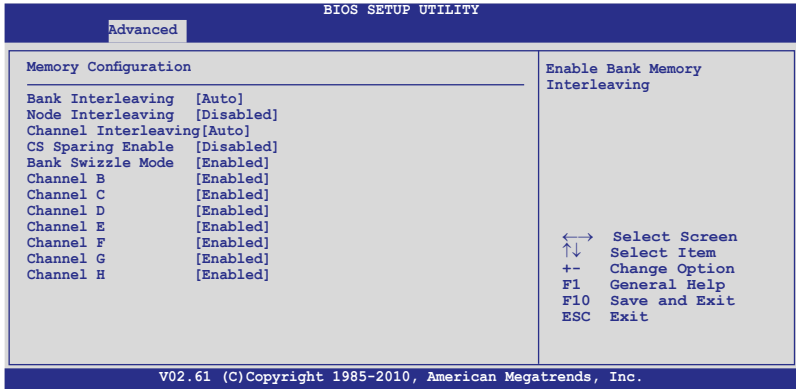 BIOS SETUP UTILITY
Advanced
Memory Configuration
Bank Interleaving [Auto]
Node Interleaving [Disabled]
Channel Interleaving[Auto]
CS Sparing Enable [Disabled]
Bank Swizzle Mode [Enabled]
Channel B [Enabled]
Channel C [Enabled]
Channel D [Enabled]
Channel E [Enabled]
Channel F [Enabled]
Channel G [Enabled]
Channel H [Enabled]
Enable Bank Memory
Interleaving
←→ Select Screen
↑↓ Select Item
+- Change Option
F1 General Help
F10 Save and Exit
ESC Exit
V02.61 (C)Copyright 1985-2010, American Megatrends, Inc.